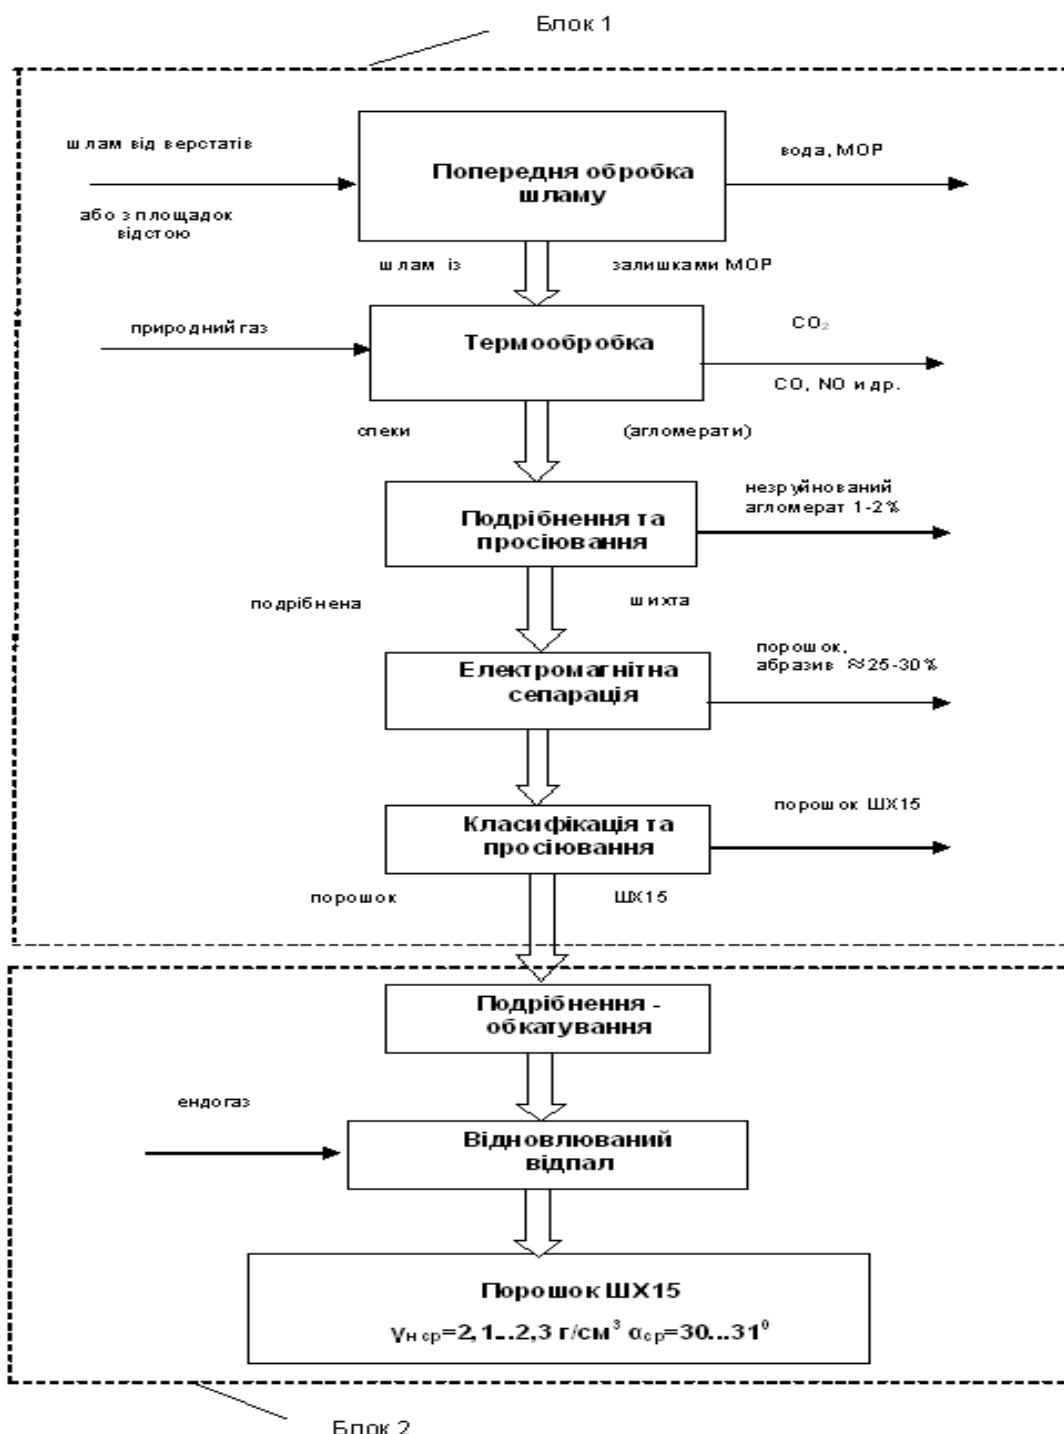 Блок 1
шлам від верстатів
або з площадок
відстою
Попередня обробка
шламу
вода, МОР
шлам із
залишками МОР
природний газ
Термообробка
CO₂
CO, NO и др.
спеки
(агломерати)
Подрібнення та
просіювання
незруйнований
агломерат 1-2%
подрібнена
шихта
Електромагнітна
сепарація
порошок,
абразив ≈25-30%
Класифікація та
просіювання
порошок ШХ15
порошок
ШХ15
Подрібнення -
обкатування
ендогаз
Відновлюваний
відпал
Порошок ШХ15
γн ср=2,1...2,3 г/см³ αср=30...31⁰
Блок 2